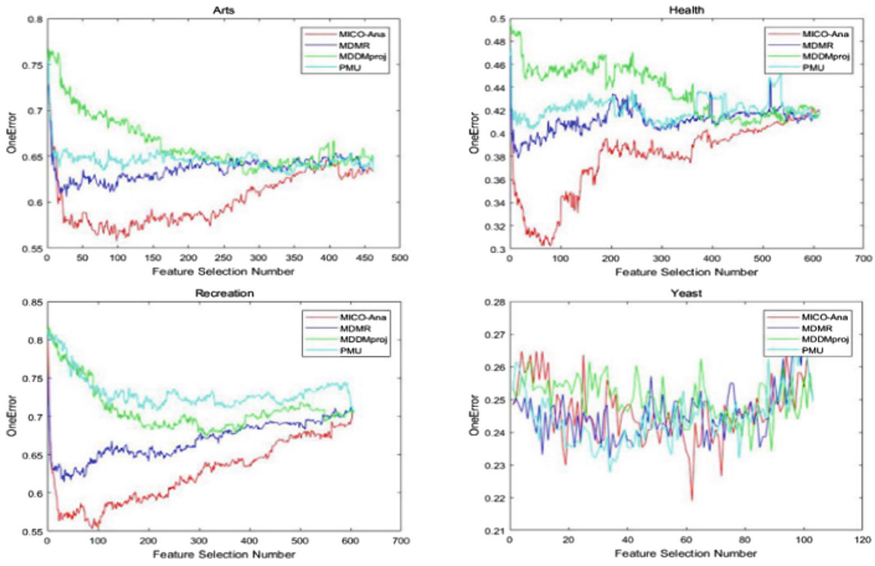 Arts
0.8
0.75
0.7
0.65
0.6
0.55
OneError
0 50 100 150 200 250 300 350 400 450 500
Feature Selection Number
MICO-Ana
MDMR
MDDMproj
PMU
Health
0.5
0.48
0.46
0.44
0.42
0.4
0.38
0.36
0.34
0.32
0.3
OneError
0 100 200 300 400 500 600 700
Feature Selection Number
MICO-Ana
MDMR
MDDMproj
PMU
Recreation
0.85
0.8
0.75
0.7
0.65
0.6
0.55
OneError
0 100 200 300 400 500 600 700
Feature Selection Number
MICO-Ana
MDMR
MDDMproj
PMU
Yeast
0.28
0.27
0.26
0.25
0.24
0.23
0.22
0.21
OneError
0 20 40 60 80 100 120
Feature Selection Number
MICO-Ana
MDMR
MDDMproj
PMU